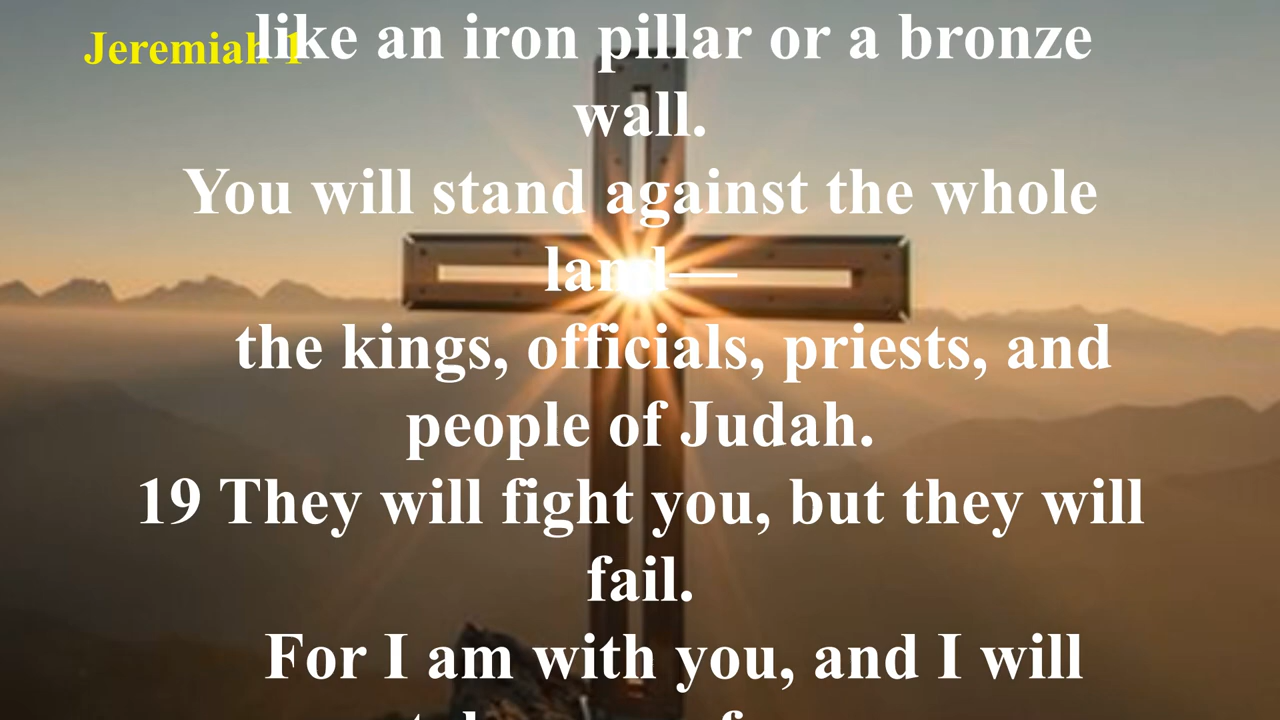 Jeremiah 1
like an iron pillar or a bronze
wall.
You will stand against the whole
land—
the kings, officials, priests, and
people of Judah.
19 They will fight you, but they will
fail.
For I am with you, and I will